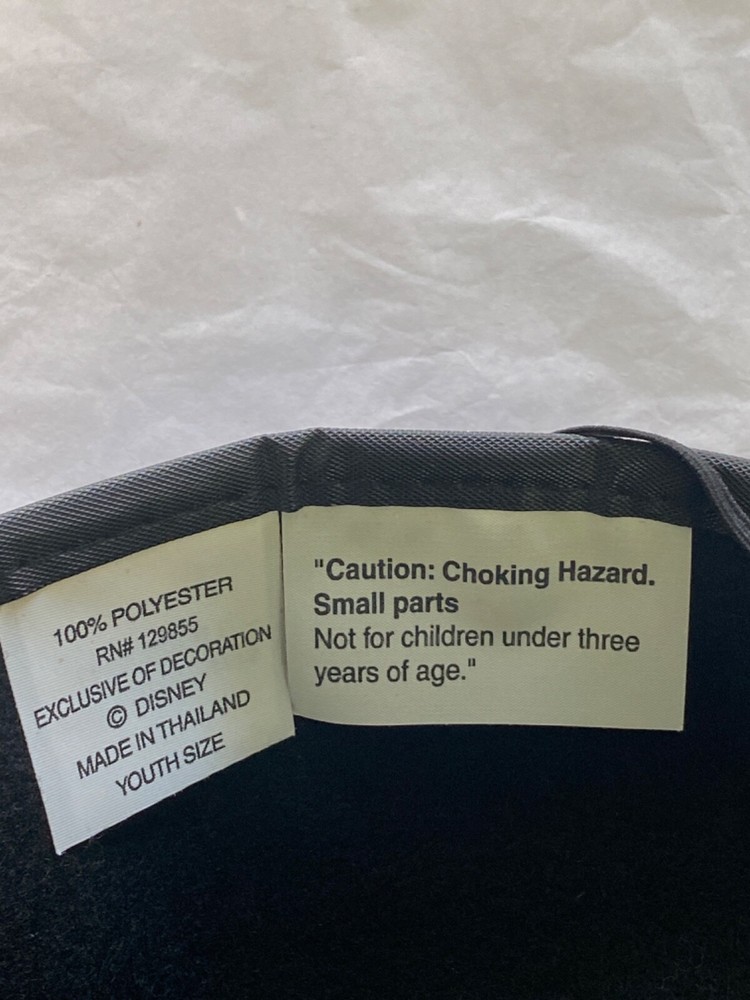 100% POLYESTER
RN# 129855
EXCLUSIVE OF DECORATION
© DISNEY
MADE IN THAILAND
YOUTH SIZE
"Caution: Choking Hazard.
Small parts
Not for children under three
years of age."